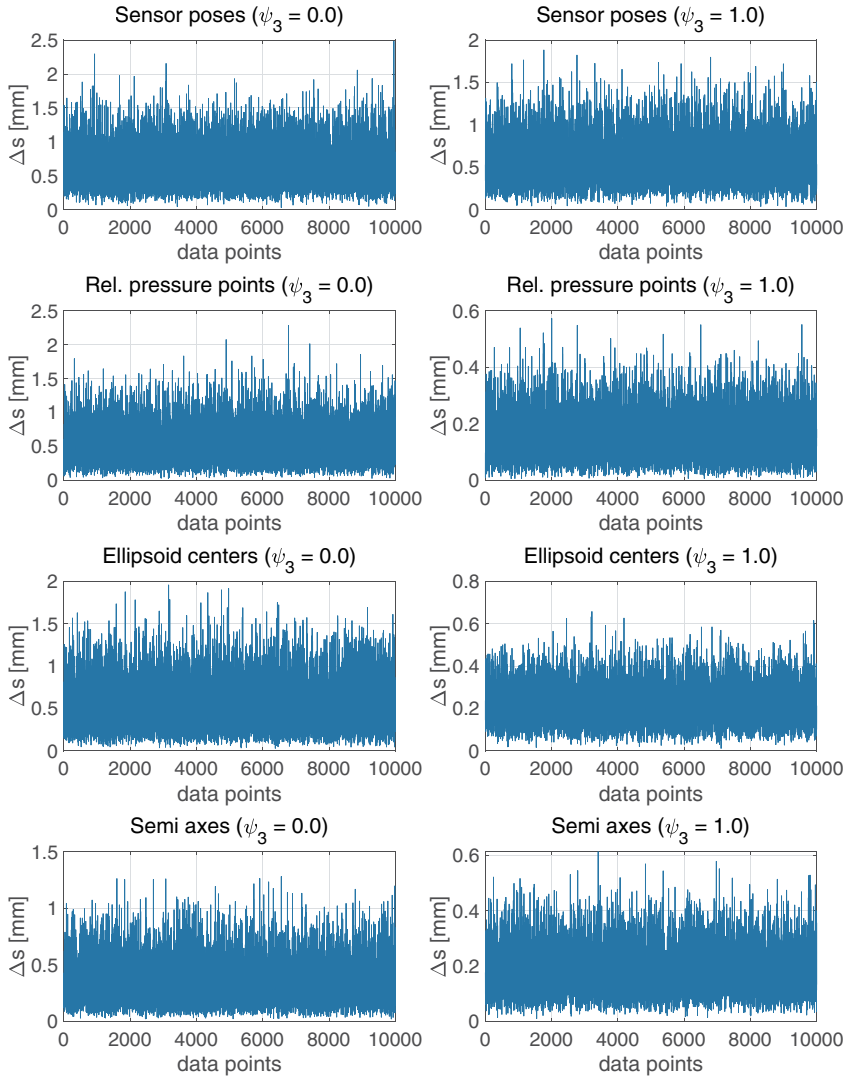 Sensor poses (ψ3 = 0.0)
Δs [mm]
2.5
2
1.5
1
0.5
0
0 2000 4000 6000 8000 10000
data points
Sensor poses (ψ3 = 1.0)
Δs [mm]
2
1.5
1
0.5
0
0 2000 4000 6000 8000 10000
data points
Rel. pressure points (ψ3 = 0.0)
Δs [mm]
2.5
2
1.5
1
0.5
0
0 2000 4000 6000 8000 10000
data points
Rel. pressure points (ψ3 = 1.0)
Δs [mm]
0.6
0.4
0.2
0
0 2000 4000 6000 8000 10000
data points
Ellipsoid centers (ψ3 = 0.0)
Δs [mm]
2
1.5
1
0.5
0
0 2000 4000 6000 8000 10000
data points
Ellipsoid centers (ψ3 = 1.0)
Δs [mm]
0.8
0.6
0.4
0.2
0
0 2000 4000 6000 8000 10000
data points
Semi axes (ψ3 = 0.0)
Δs [mm]
1.5
1
0.5
0
0 2000 4000 6000 8000 10000
data points
Semi axes (ψ3 = 1.0)
Δs [mm]
0.6
0.4
0.2
0
0 2000 4000 6000 8000 10000
data points